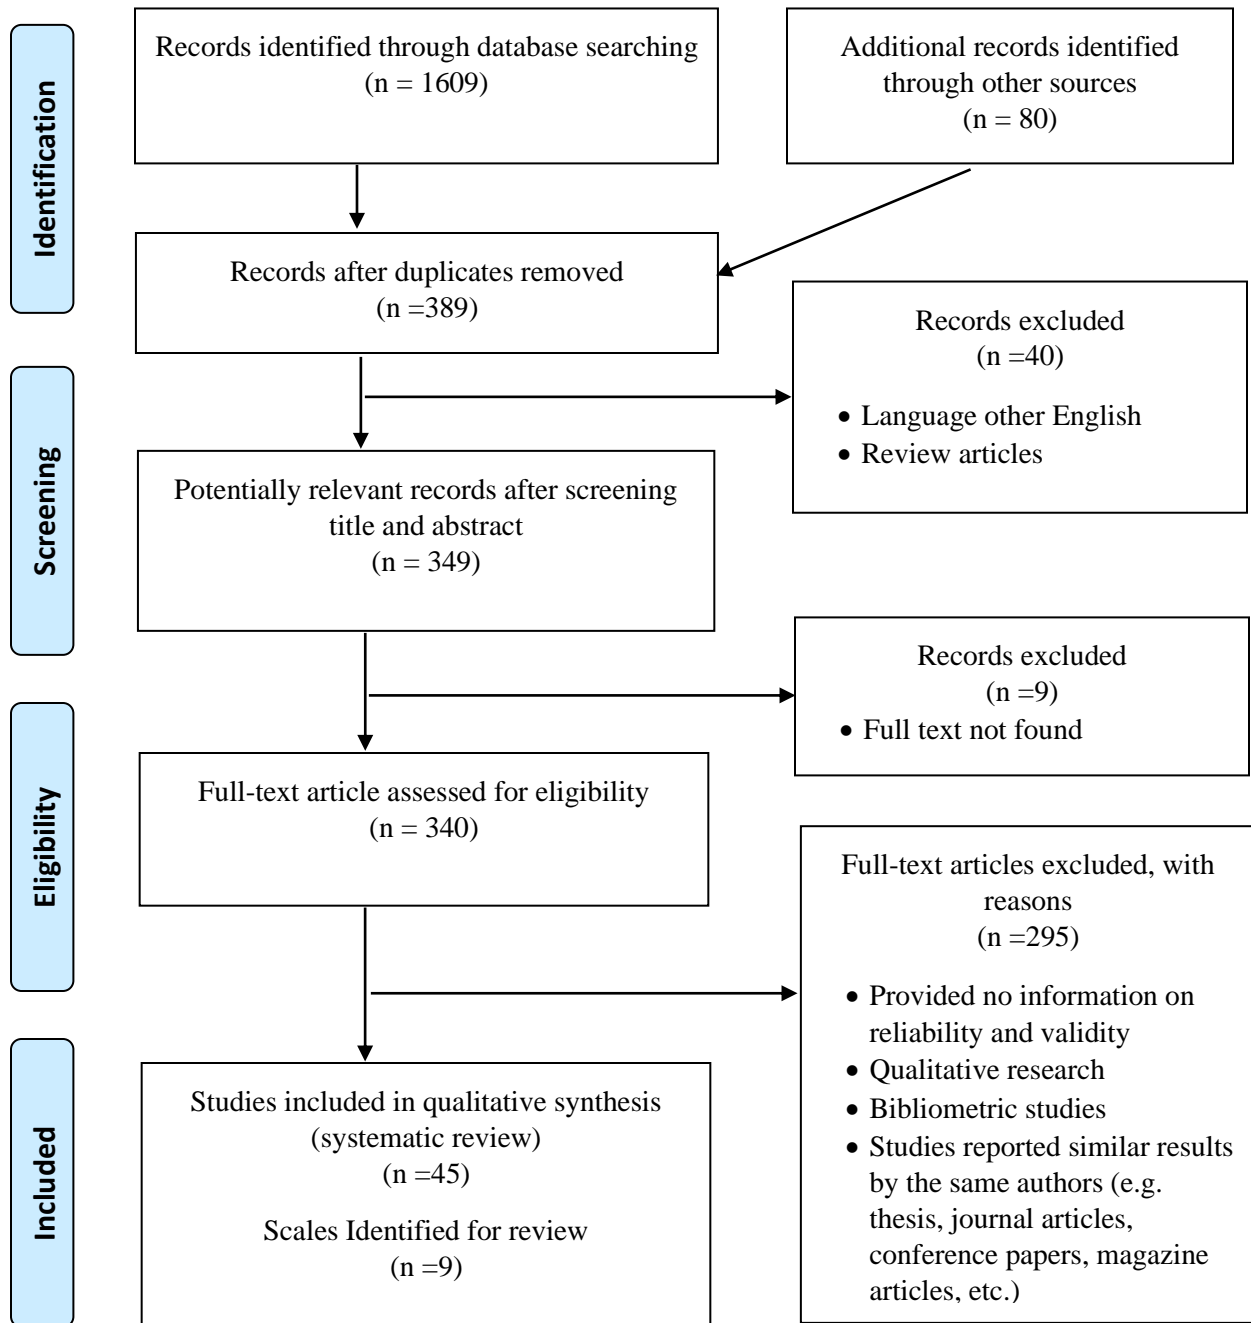 Identification
Records identified through database searching
(n = 1609)
Additional records identified
through other sources
(n = 80)
Records after duplicates removed
(n =389)
Records excluded
(n =40)
• Language other English
• Review articles
Screening
Potentially relevant records after screening
title and abstract
(n = 349)
Records excluded
(n =9)
• Full text not found
Eligibility
Full-text article assessed for eligibility
(n = 340)
Full-text articles excluded, with
reasons
(n =295)
• Provided no information on
reliability and validity
• Qualitative research
• Bibliometric studies
• Studies reported similar results
by the same authors (e.g.
thesis, journal articles,
conference papers, magazine
articles, etc.)
Included
Studies included in qualitative synthesis
(systematic review)
(n =45)
Scales Identified for review
(n =9)